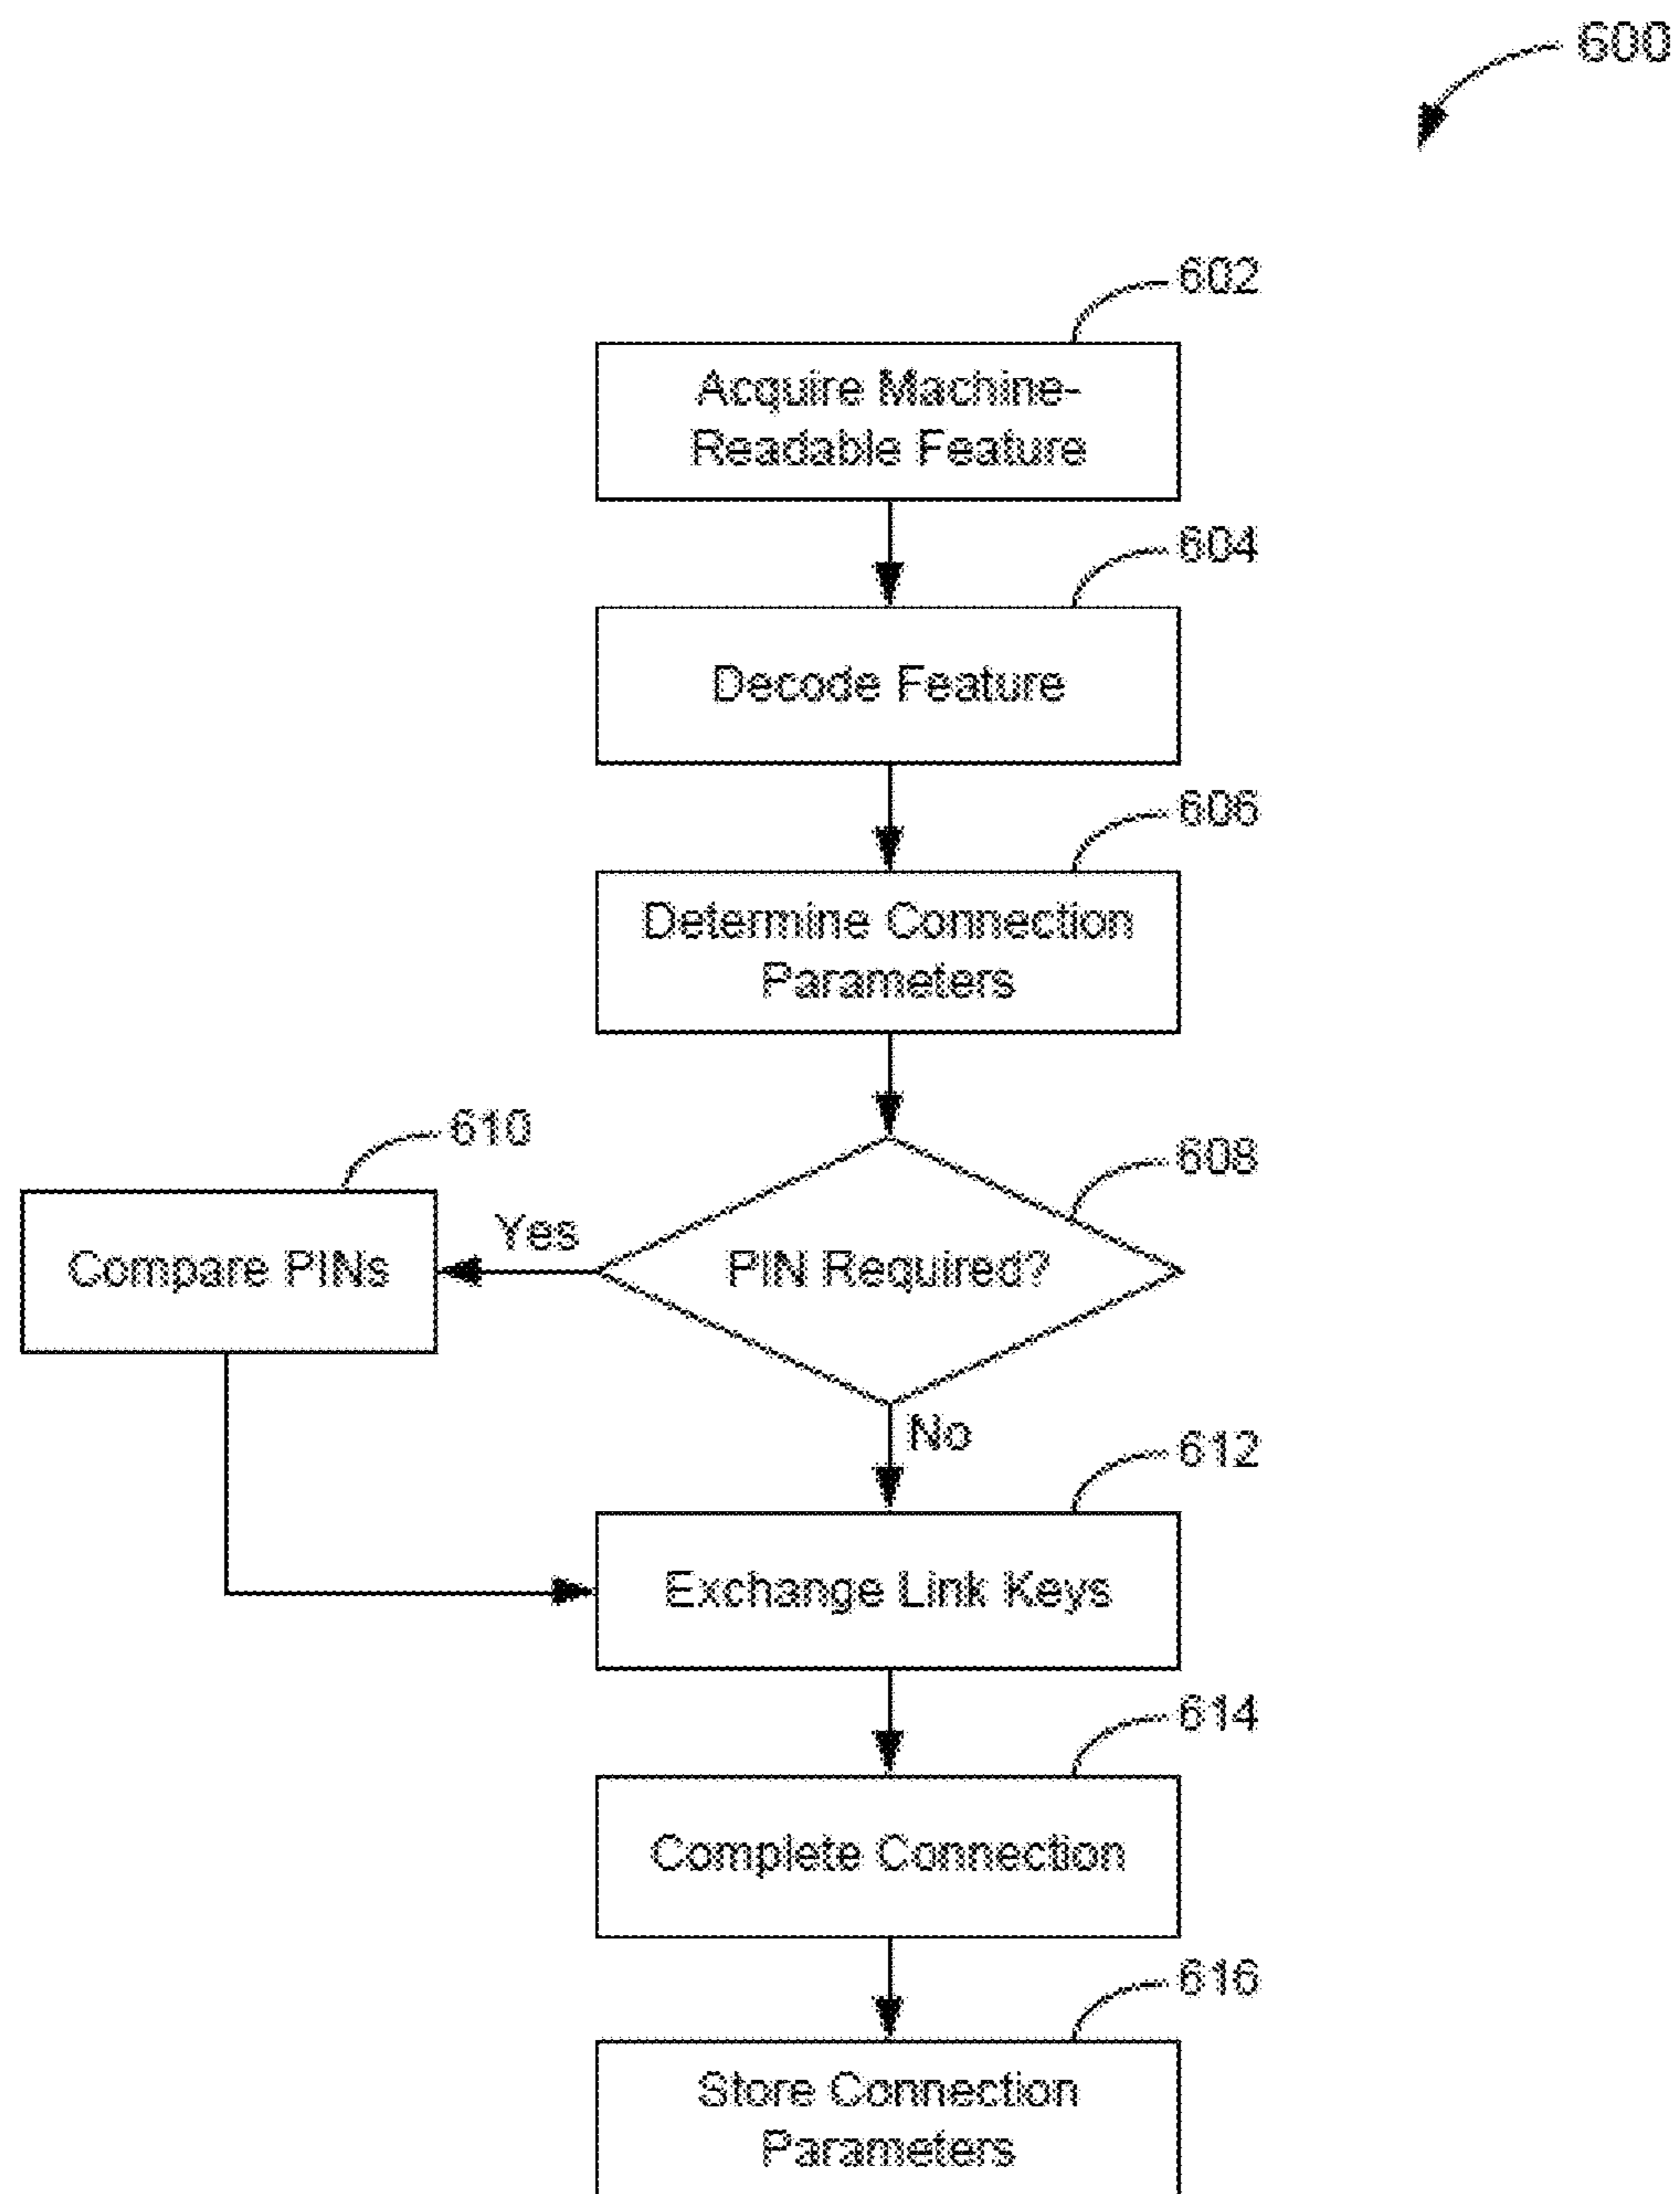 600
602
Acquire Machine-
Readable Feature
604
Decode Feature
606
Determine Connection
Parameters
610
608
Compare PINs
Yes
PIN Required?
No
612
Exchange Link Keys
614
Complete Connection
616
Store Connection
Parameters